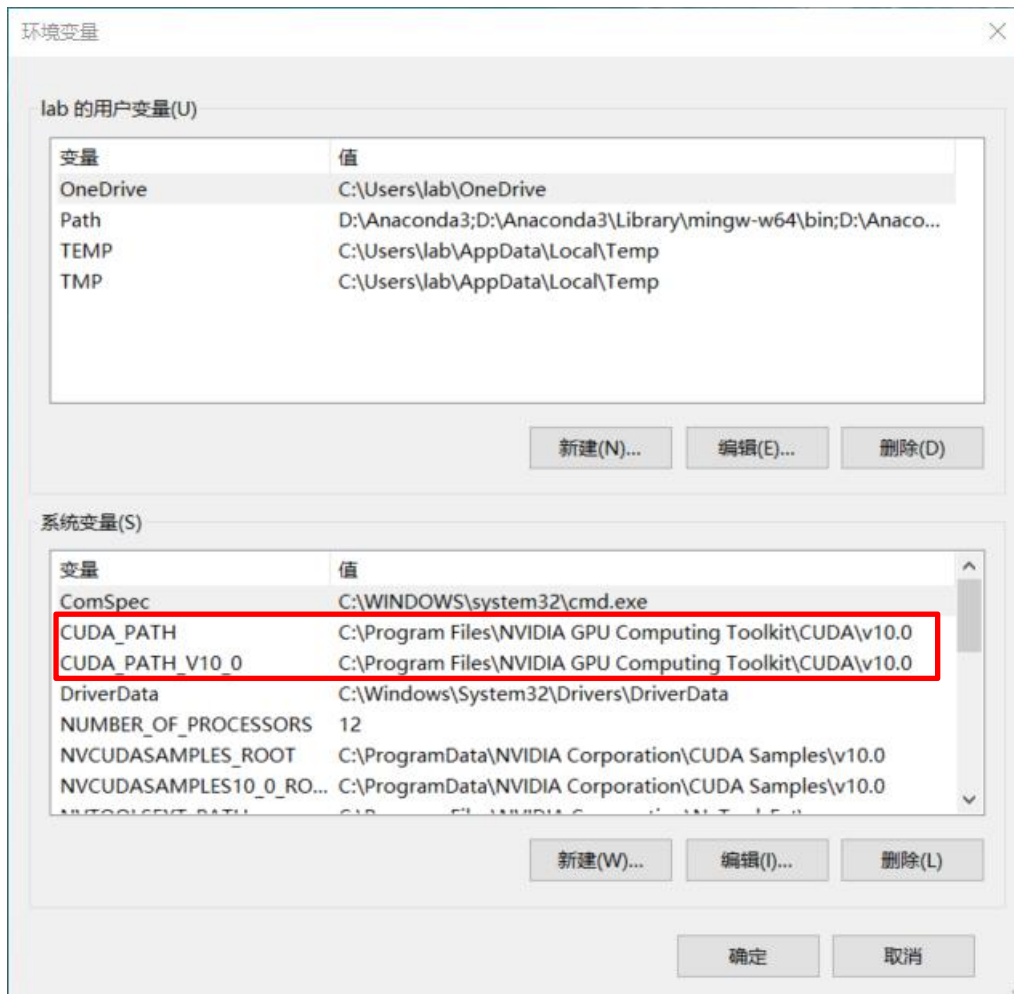 环境变量
lab 的用户变量(U)
变量 值
OneDrive C:\Users\lab\OneDrive
Path D:\Anaconda3;D:\Anaconda3\Library\mingw-w64\bin;D:\Anaco...
TEMP C:\Users\lab\AppData\Local\Temp
TMP C:\Users\lab\AppData\Local\Temp
新建(N)... 编辑(E)... 删除(D)
系统变量(S)
变量 值
ComSpec C:\WINDOWS\system32\cmd.exe
CUDA_PATH C:\Program Files\NVIDIA GPU Computing Toolkit\CUDA\v10.0
CUDA_PATH_V10_0 C:\Program Files\NVIDIA GPU Computing Toolkit\CUDA\v10.0
DriverData C:\Windows\System32\Drivers\DriverData
NUMBER_OF_PROCESSORS 12
NVCUDASAMPLES_ROOT C:\ProgramData\NVIDIA Corporation\CUDA Samples\v10.0
NVCUDASAMPLES10_0_RO... C:\ProgramData\NVIDIA Corporation\CUDA Samples\v10.0
新建(W)... 编辑(I)... 删除(L)
确定 取消